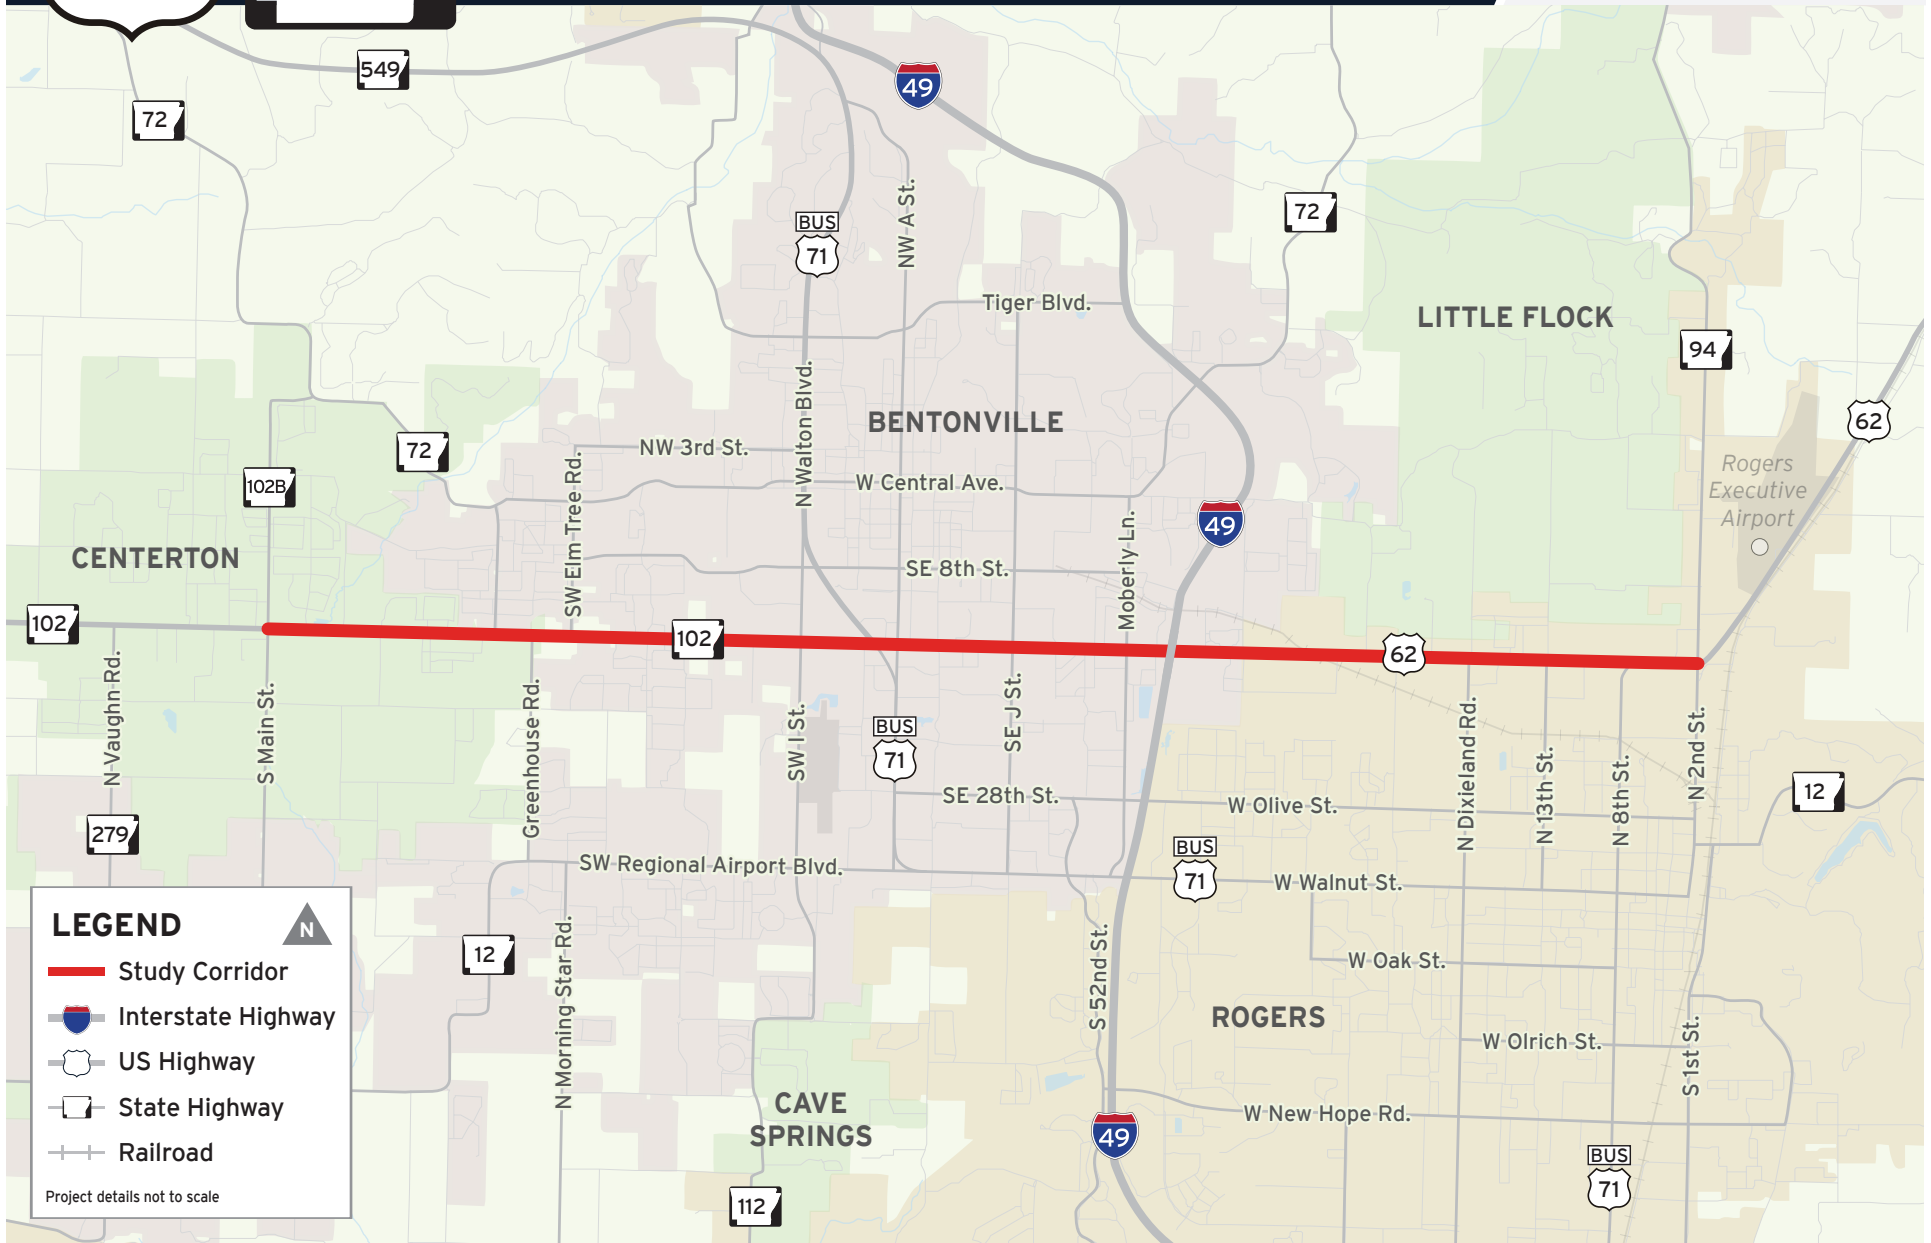 549
49
72
72
BUS
71
NW A St.
Tiger Blvd.
LITTLE FLOCK
94
62
N Walton Blvd.
BENTONVILLE
72
NW 3rd St.
W Central Ave.
102B
SW Elm Tree Rd.
Rogers
Executive
Airport
49
CENTERTON
SE 8th St.
Moberly Ln.
102
102
62
N Vaughn Rd.
S Main St.
Greenhouse Rd.
SW I St.
BUS
71
SE J St.
N Dixieland Rd.
N 13th St.
N 8th St.
N 2nd St.
12
SE 28th St.
W Olive St.
279
SW Regional Airport Blvd.
BUS
71
W Walnut St.
LEGEND
N
Study Corridor
Interstate Highway
US Highway
State Highway
Railroad
Project details not to scale
12
N Morning Star Rd.
S 52nd St.
W Oak St.
ROGERS
W Olrich St.
S 1st St.
CAVE
SPRINGS
W New Hope Rd.
49
112
BUS
71